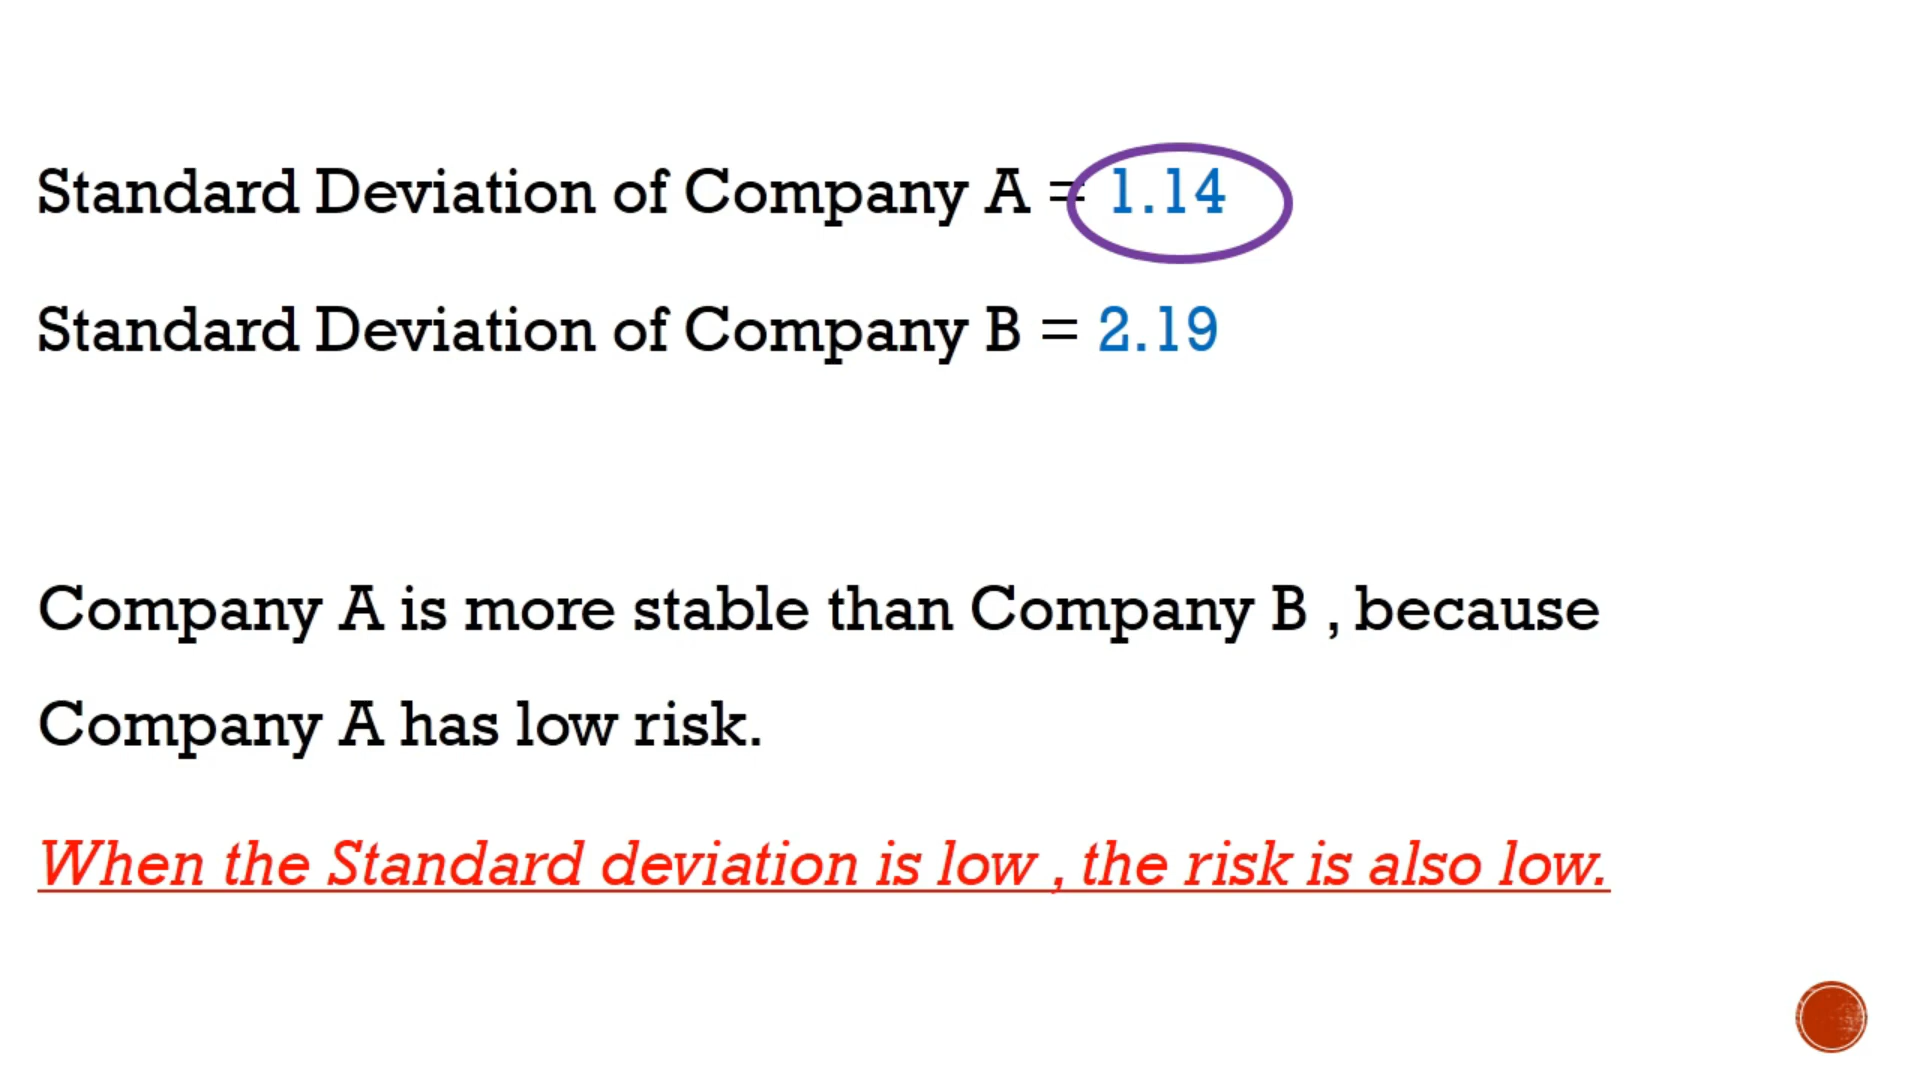 Standard Deviation of Company A = 1.14
Standard Deviation of Company B = 2.19
Company A is more stable than Company B , because
Company A has low risk.
When the Standard deviation is low , the risk is also low.